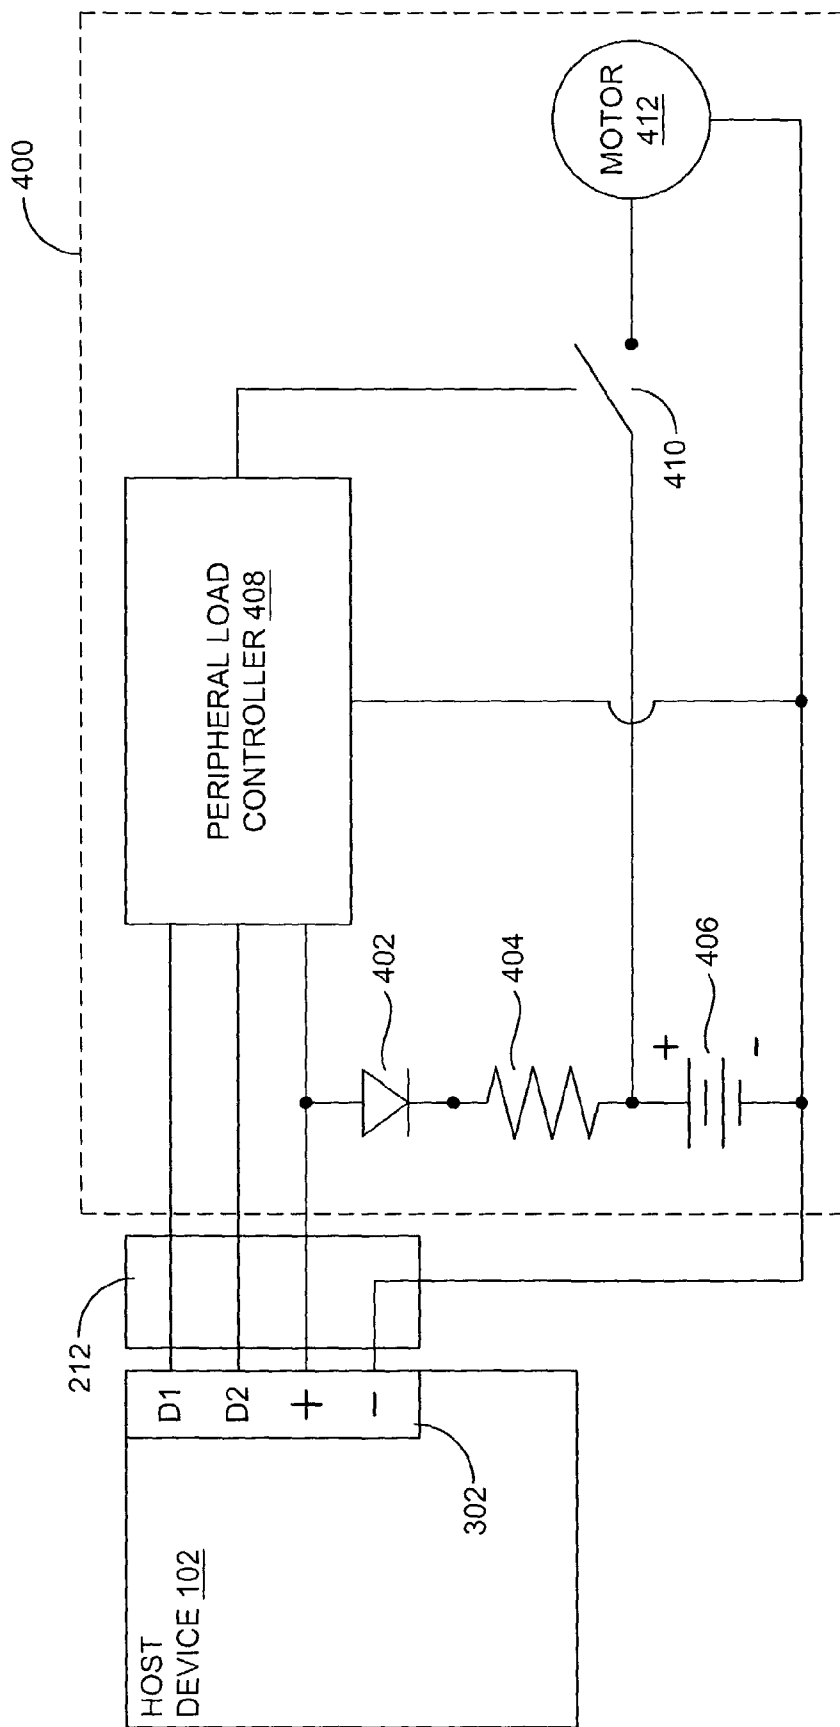 HOST
DEVICE 102
D1
D2
+
-
302
212
PERIPHERAL LOAD
CONTROLLER 408
402
404
+
-
406
410
MOTOR
412
400